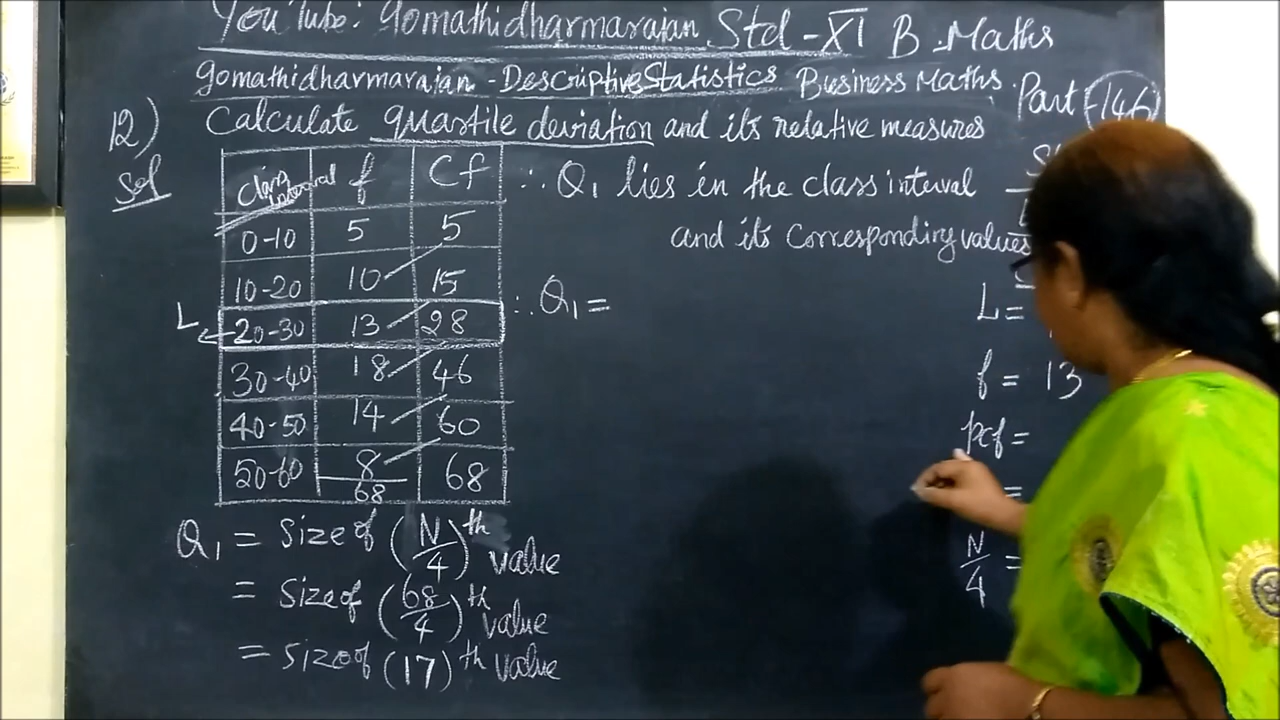 YouTube: Gomathidharmarajan Std - XI B. Maths
gomathidharmarajan - Descriptive Statistics Business Maths Part - 146
12) Calculate quartile deviation and its relative measures
Sol
Class interval f Cf
0-10 5 5
10-20 10 15
L 20-30 13 28
30-40 18 46
40-50 14 60
50-60 8 68
68
Q1 = Size of (N/4)th value
= Size of (68/4)th value
= Size of (17)th value
∴ Q1 lies in the class interval
and its corresponding values
∴ Q1 =
L =
f = 13
pcf =
=
N/4 =